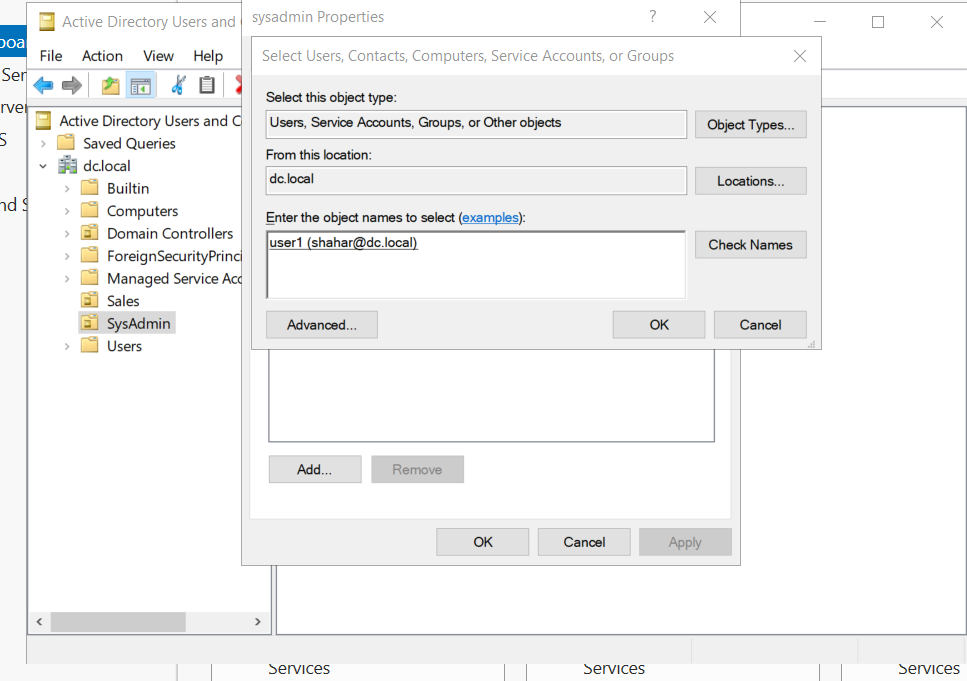 sysadmin Properties
?
Active Directory Users and
Select Users, Contacts, Computers, Service Accounts, or Groups
File Action View Help
Select this object type:
Users, Service Accounts, Groups, or Other objects
Object Types...
From this location:
dc.local
Locations...
Enter the object names to select (examples):
user1 (shahar@dc.local)
Check Names
Advanced...
OK
Cancel
Active Directory Users and C
Saved Queries
dc.local
Builtin
Computers
Domain Controllers
ForeignSecurityPrinci
Managed Service Acc
Sales
SysAdmin
Users
Add...
Remove
OK
Cancel
Apply
Services
Services
Services